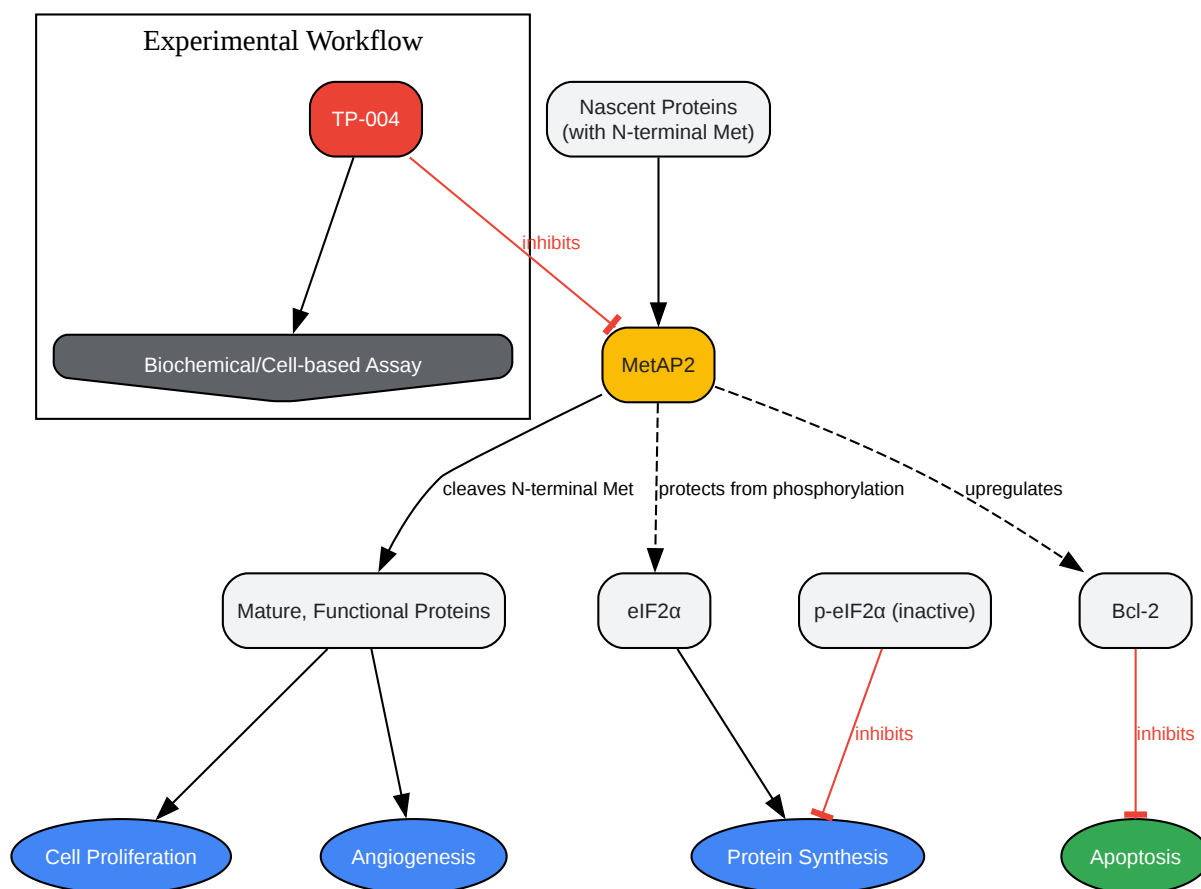 Experimental Workflow
TP-004
Nascent Proteins
(with N-terminal Met)
inhibits
Biochemical/Cell-based Assay
MetAP2
cleaves N-terminal Met
protects from phosphorylation
upregulates
Mature, Functional Proteins
eIF2α
p-eIF2α (inactive)
Bcl-2
inhibits
inhibits
Cell Proliferation
Angiogenesis
Protein Synthesis
Apoptosis